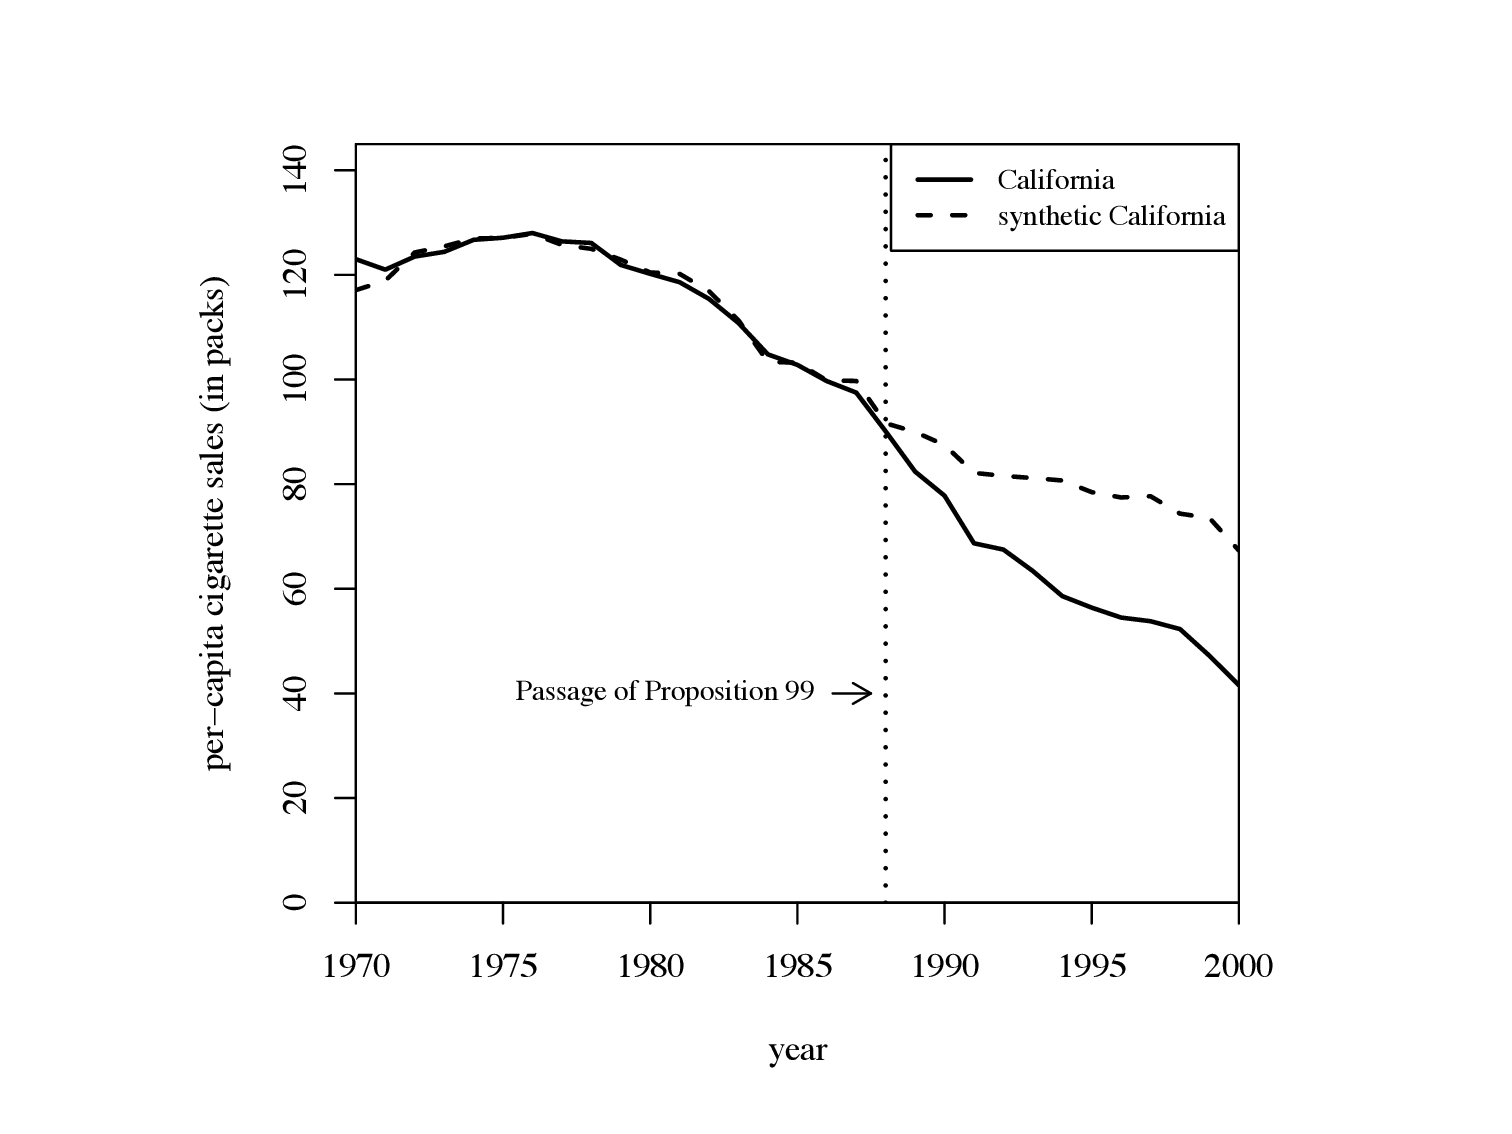 140
120
100
80
60
40
20
0
per−capita cigarette sales (in packs)
California
synthetic California
Passage of Proposition 99
1970 1975 1980 1985 1990 1995 2000
year